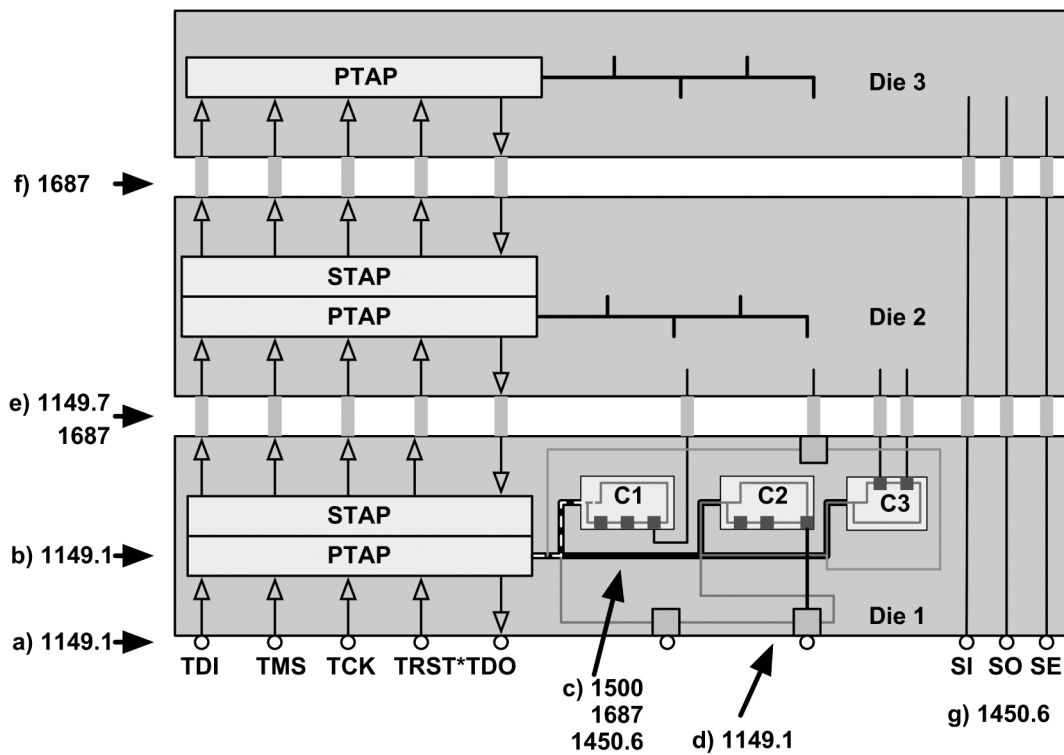 PTAP
Die 3
f) 1687
STAP
PTAP
Die 2
e) 1149.7
1687
C1
C2
C3
STAP
b) 1149.1
PTAP
Die 1
a) 1149.1
TDI
TMS
TCK
TRST*
TDO
SI
SO
SE
c) 1500
1687
1450.6
d) 1149.1
g) 1450.6